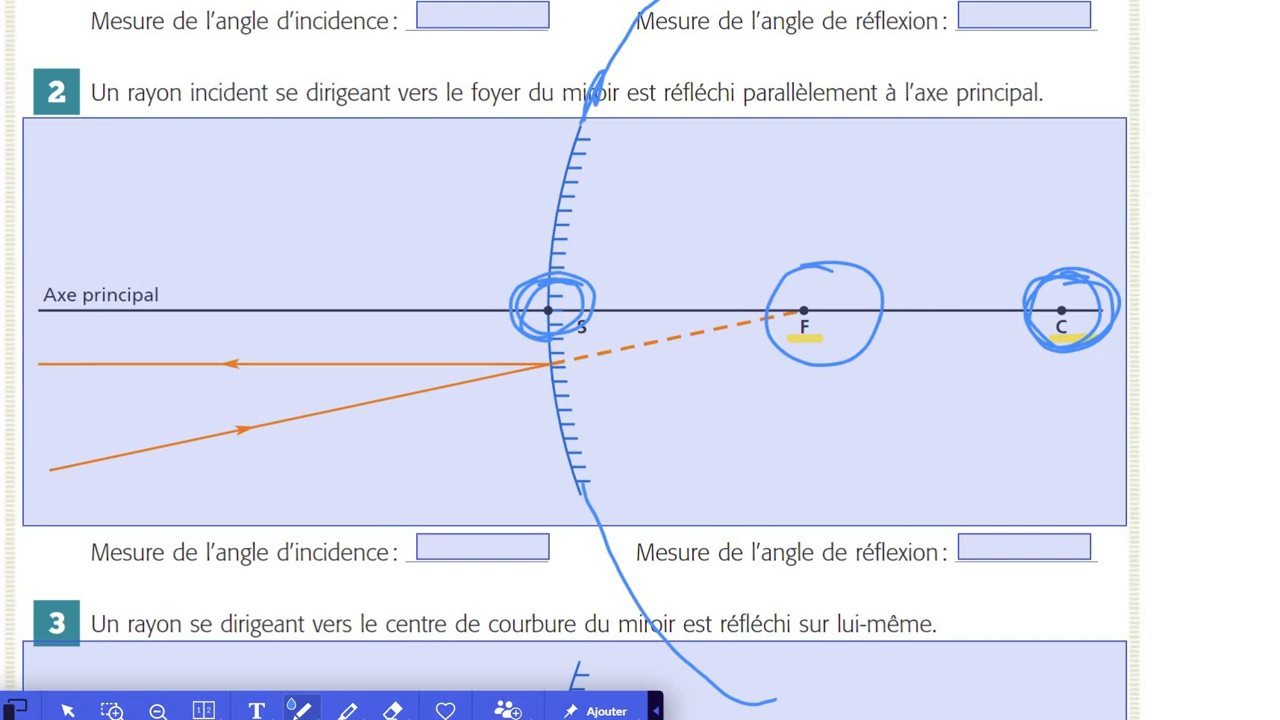 Mesure de l'angle d'incidence : Mesure de l'angle de réflexion :
2 Un rayon incident se dirigeant vers le foyer du miroir est réfléchi parallèlement à l'axe principal.
Axe principal
S F C
Mesure de l'angle d'incidence : Mesure de l'angle de réflexion :
3 Un rayon se dirigeant vers le centre de courbure du miroir est réfléchi sur lui-même.
1 2 T Ajouter